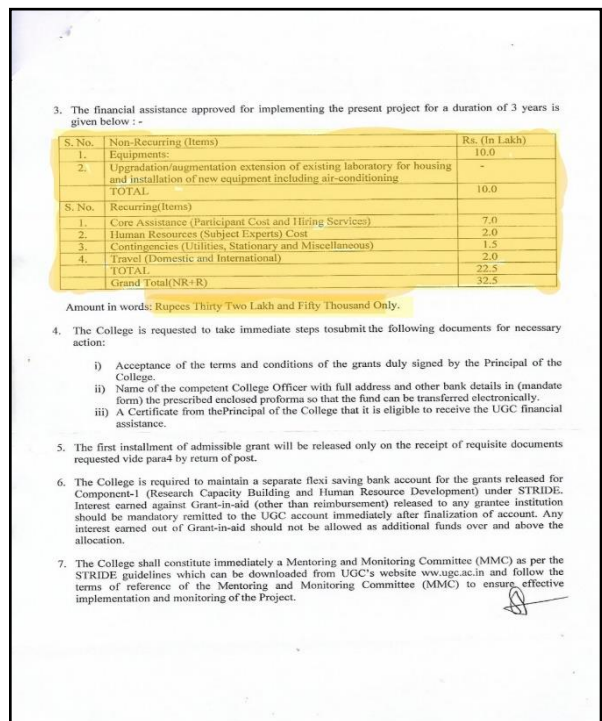 3. The financial assistance approved for implementing the present project for a duration of 3 years is
given below : -
S. No. Non-Recurring (Items) Rs. (In Lakh)
1. Equipments: 10.0
2. Upgradation/augmentation extension of existing laboratory for housing
and installation of new equipment including air-conditioning -
TOTAL 10.0
S. No. Recurring(Items)
1. Core Assistance (Participant Cost and Hiring Services) 7.0
2. Human Resources (Subject Experts) Cost 2.0
3. Contingencies (Utilities, Stationary and Miscellaneous) 1.5
4. Travel (Domestic and International) 2.0
TOTAL 22.5
Grand Total(NR+R) 32.5
Amount in words: Rupees Thirty Two Lakh and Fifty Thousand Only.
4. The College is requested to take immediate steps tosubmit the following documents for necessary
action:
i) Acceptance of the terms and conditions of the grants duly signed by the Principal of the
College.
ii) Name of the competent College Officer with full address and other bank details in (mandate
form) the prescribed enclosed proforma so that the fund can be transferred electronically.
iii) A Certificate from thePrincipal of the College that it is eligible to receive the UGC financial
assistance.
5. The first installment of admissible grant will be released only on the receipt of requisite documents
requested vide para4 by return of post.
6. The College is required to maintain a separate flexi saving bank account for the grants released for
Component-1 (Research Capacity Building and Human Resource Development) under STRIDE.
Interest earned against Grant-in-aid (other than reimbursement) released to any grantee institution
should be mandatory remitted to the UGC account immediately after finalization of account. Any
interest earned out of Grant-in-aid should not be allowed as additional funds over and above the
allocation.
7. The College shall constitute immediately a Mentoring and Monitoring Committee (MMC) as per the
STRIDE guidelines which can be downloaded from UGC's website ww.ugc.ac.in and follow the
terms of reference of the Mentoring and Monitoring Committee (MMC) to ensure effective
implementation and monitoring of the Project.